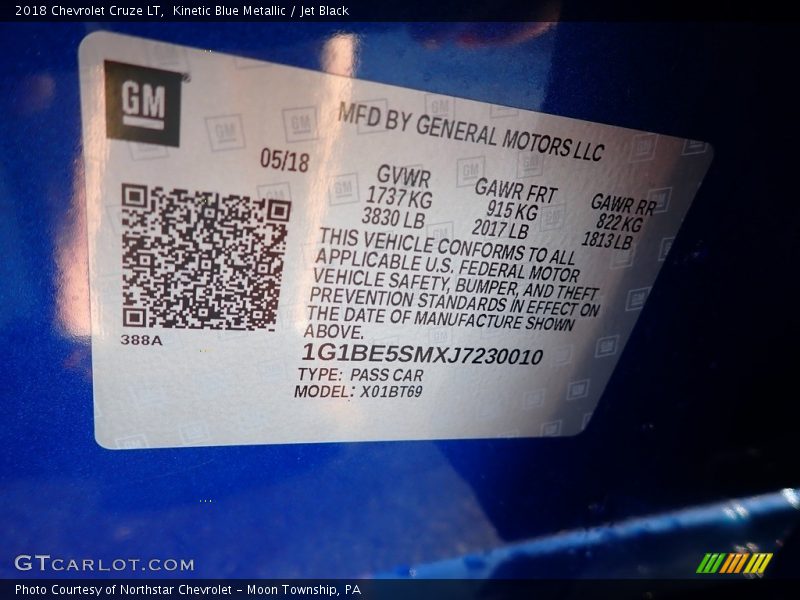 2018 Chevrolet Cruze LT,  Kinetic Blue Metallic / Jet Black
GM
MFD BY GENERAL MOTORS LLC
05/18
GVWR
1737 KG
3830 LB
GAWR FRT
915 KG
2017 LB
GAWR RR
822 KG
1813 LB
THIS VEHICLE CONFORMS TO ALL
APPLICABLE U.S. FEDERAL MOTOR
VEHICLE SAFETY, BUMPER, AND THEFT
PREVENTION STANDARDS IN EFFECT ON
THE DATE OF MANUFACTURE SHOWN
ABOVE.
388A
1G1BE5SMXJ7230010
TYPE: PASS CAR
MODEL: X01BT69
GTCARLOT.COM
Photo Courtesy of Northstar Chevrolet - Moon Township, PA